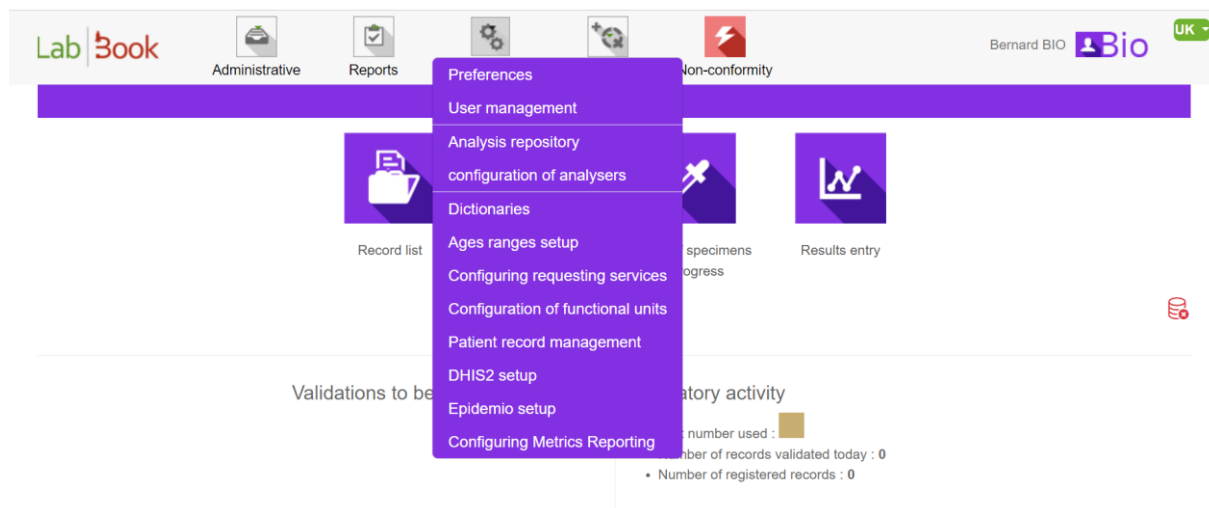 Lab Book
Administrative
Reports
Non-conformity
Bernard BIO
Bio
UK
Preferences
User management
Analysis repository
configuration of analysers
Dictionaries
Ages ranges setup
Configuring requesting services
Configuration of functional units
Patient record management
DHIS2 setup
Epidemio setup
Configuring Metrics Reporting
Record list
specimens
Results entry
Validations to be
number used :
Number of records validated today : 0
• Number of registered records : 0